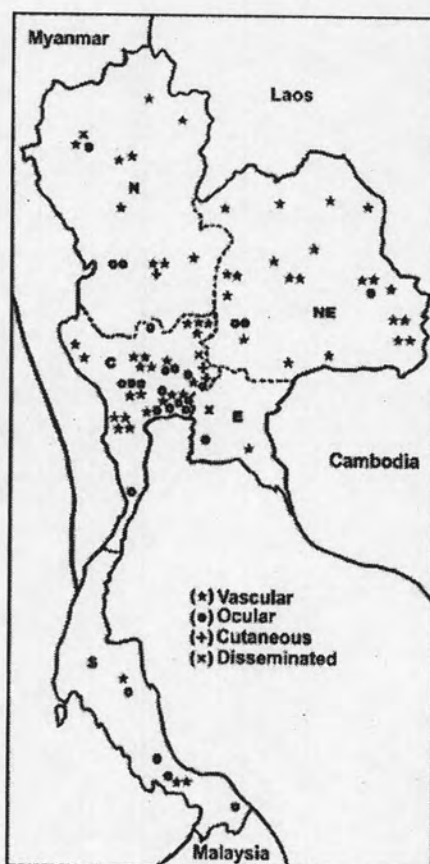 Myanmar
Laos
N
NE
C
E
Cambodia
(★) Vascular
(●) Ocular
(+) Cutaneous
(×) Disseminated
S
Malaysia